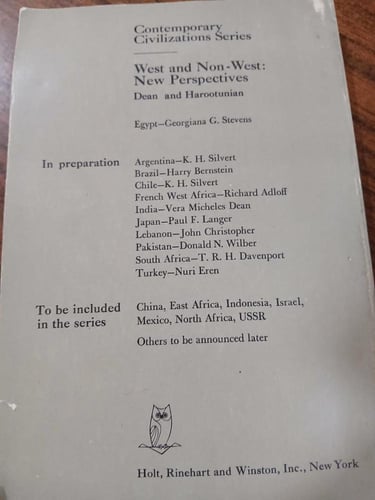 Contemporary
Civilizations Series
West and Non-West:
New Perspectives
Dean and Harootunian
Egypt—Georgiana G. Stevens
In preparation
Argentina—K. H. Silvert
Brazil—Harry Bernstein
Chile—K. H. Silvert
French West Africa—Richard Adloff
India—Vera Micheles Dean
Japan—Paul F. Langer
Lebanon—John Christopher
Pakistan—Donald N. Wilber
South Africa—T. R. H. Davenport
Turkey—Nuri Eren
To be included
in the series
China, East Africa, Indonesia, Israel,
Mexico, North Africa, USSR
Others to be announced later
Holt, Rinehart and Winston, Inc., New York